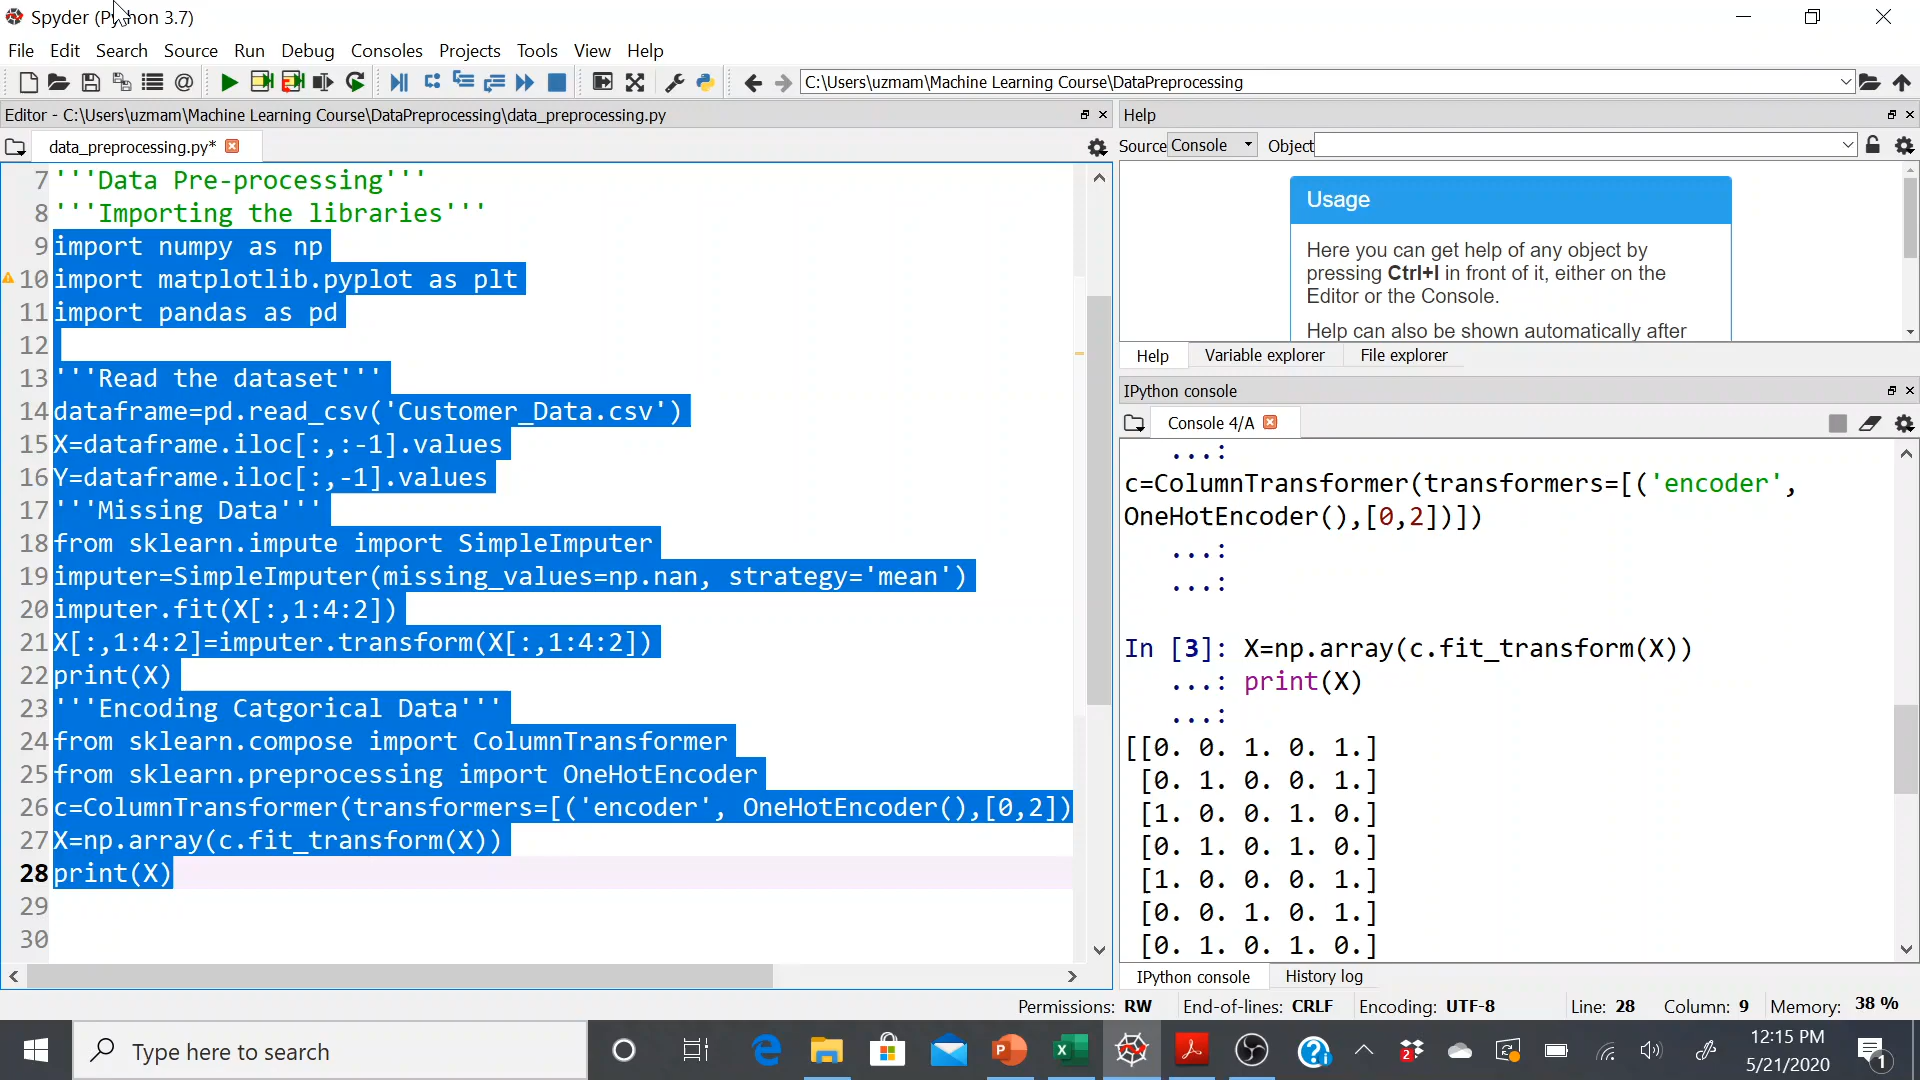 Spyder (Python 3.7)
File Edit Search Source Run Debug Consoles Projects Tools View Help
C:\Users\uzmam\Machine Learning Course\DataPreprocessing
Editor - C:\Users\uzmam\Machine Learning Course\DataPreprocessing\data_preprocessing.py
data_preprocessing.py*
7 '''Data Pre-processing'''
8 '''Importing the libraries'''
9 import numpy as np
10 import matplotlib.pyplot as plt
11 import pandas as pd
12
13 '''Read the dataset'''
14 dataframe=pd.read_csv('Customer_Data.csv')
15 X=dataframe.iloc[:,:-1].values
16 Y=dataframe.iloc[:,-1].values
17 '''Missing Data'''
18 from sklearn.impute import SimpleImputer
19 imputer=SimpleImputer(missing_values=np.nan, strategy='mean')
20 imputer.fit(X[:,1:4:2])
21 X[:,1:4:2]=imputer.transform(X[:,1:4:2])
22 print(X)
23 '''Encoding Catgorical Data'''
24 from sklearn.compose import ColumnTransformer
25 from sklearn.preprocessing import OneHotEncoder
26 c=ColumnTransformer(transformers=[('encoder', OneHotEncoder(),[0,2])
27 X=np.array(c.fit_transform(X))
28 print(X)
29
30
Help
Source Console Object
Usage
Here you can get help of any object by
pressing Ctrl+I in front of it, either on the
Editor or the Console.
Help can also be shown automatically after
Help Variable explorer File explorer
IPython console
Console 4/A
...:
c=ColumnTransformer(transformers=[('encoder',
OneHotEncoder(),[0,2])])
...:
...:
In [3]: X=np.array(c.fit_transform(X))
...: print(X)
...:
[[0. 0. 1. 0. 1.]
[0. 1. 0. 0. 1.]
[1. 0. 0. 1. 0.]
[0. 1. 0. 1. 0.]
[1. 0. 0. 0. 1.]
[0. 0. 1. 0. 1.]
[0. 1. 0. 1. 0.]
IPython console History log
Permissions: RW End-of-lines: CRLF Encoding: UTF-8 Line: 28 Column: 9 Memory: 38 %
Type here to search
12:15 PM
5/21/2020